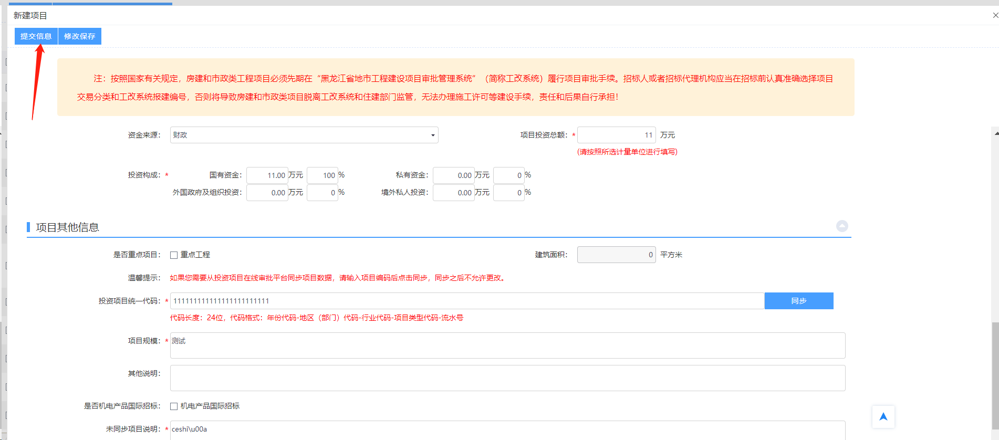 新建项目
提交信息 修改保存
注：按照国家有关规定，房建和市政类工程项目必须先期在“黑龙江省地市工程建设项目审批管理系统”（简称工改系统）履行项目审批手续。招标人或者招标代理机构应当在招标前认真准确选择项目
交易分类和工改系统报建编号，否则将导致房建和市政类项目脱离工改系统和住建部门监管，无法办理施工许可等建设手续，责任和后果自行承担！
资金来源： 财政 项目投资总额：* 11 万元
(请按照所选计量单位进行填写)
投资构成：* 国有资金： 11.00 万元 100 % 私有资金： 0.00 万元 0 %
外国政府及组织投资： 0.00 万元 0 % 境外私人投资： 0.00 万元 0 %
项目其他信息
是否重点项目： 重点工程 建筑面积： 0 平方米
温馨提示： 如果您需要从投资项目在线审批平台同步项目数据，请输入项目编码后点击同步，同步之后不允许更改。
投资项目统一代码：* 111111111111111111111111 同步
代码长度：24位，代码格式：年份代码-地区（部门）代码-行业代码-项目类型代码-流水号
项目规模：* 测试
其他说明：
是否机电产品国际招标： 机电产品国际招标
未同步项目说明：* ceshi\u00a